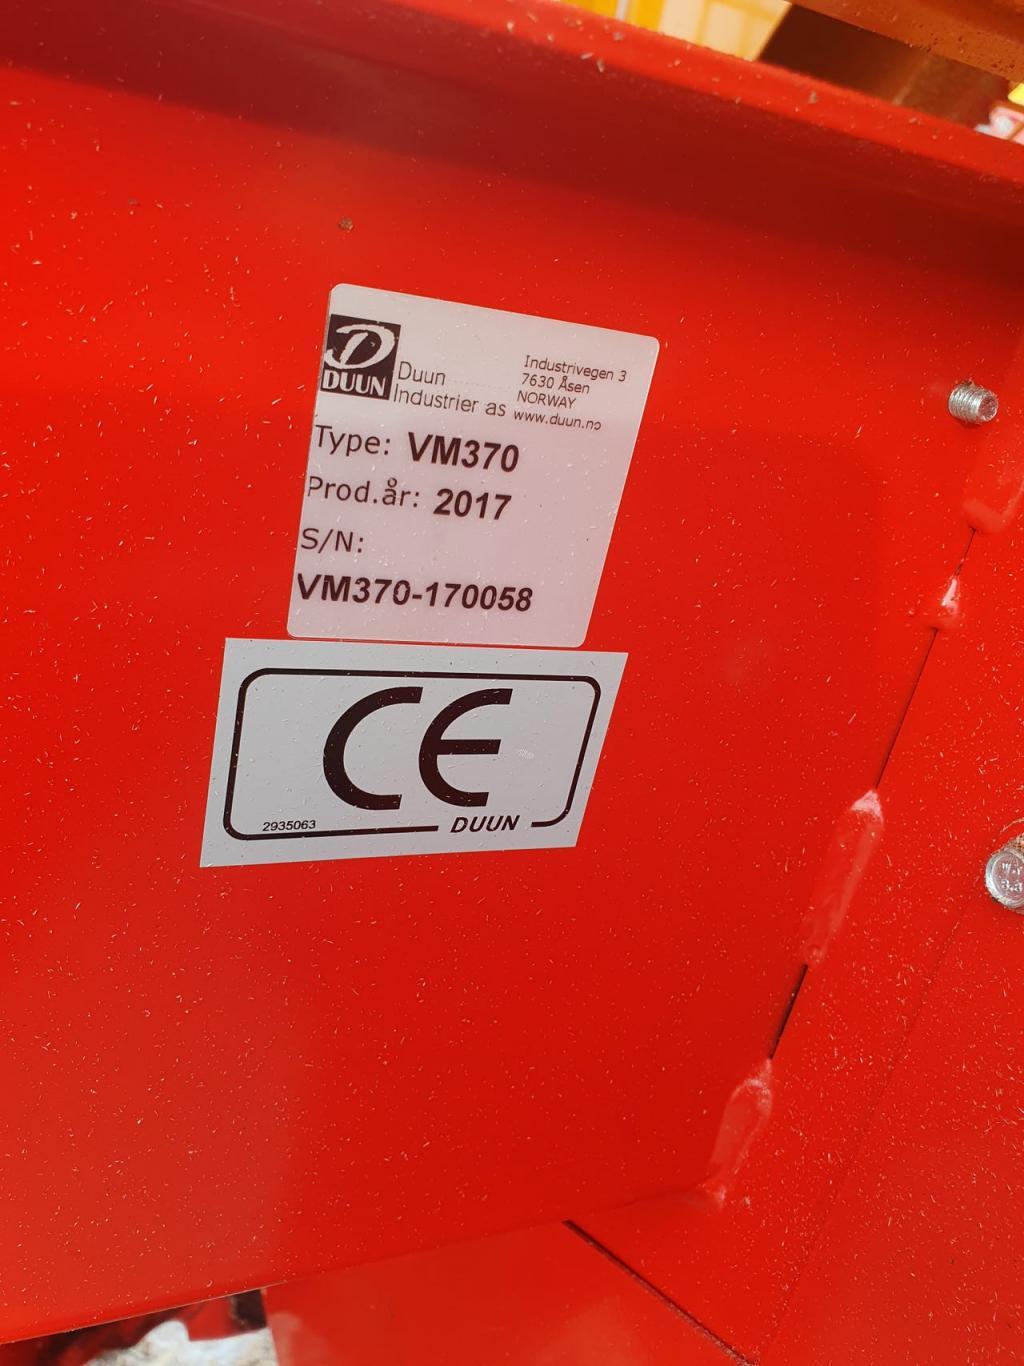 DUUN
Duun
Industrier as
Industrivegen 3
7630 Åsen
NORWAY
www.duun.no
Type: VM370
Prod.år: 2017
S/N:
VM370-170058
CE
2935063
DUUN